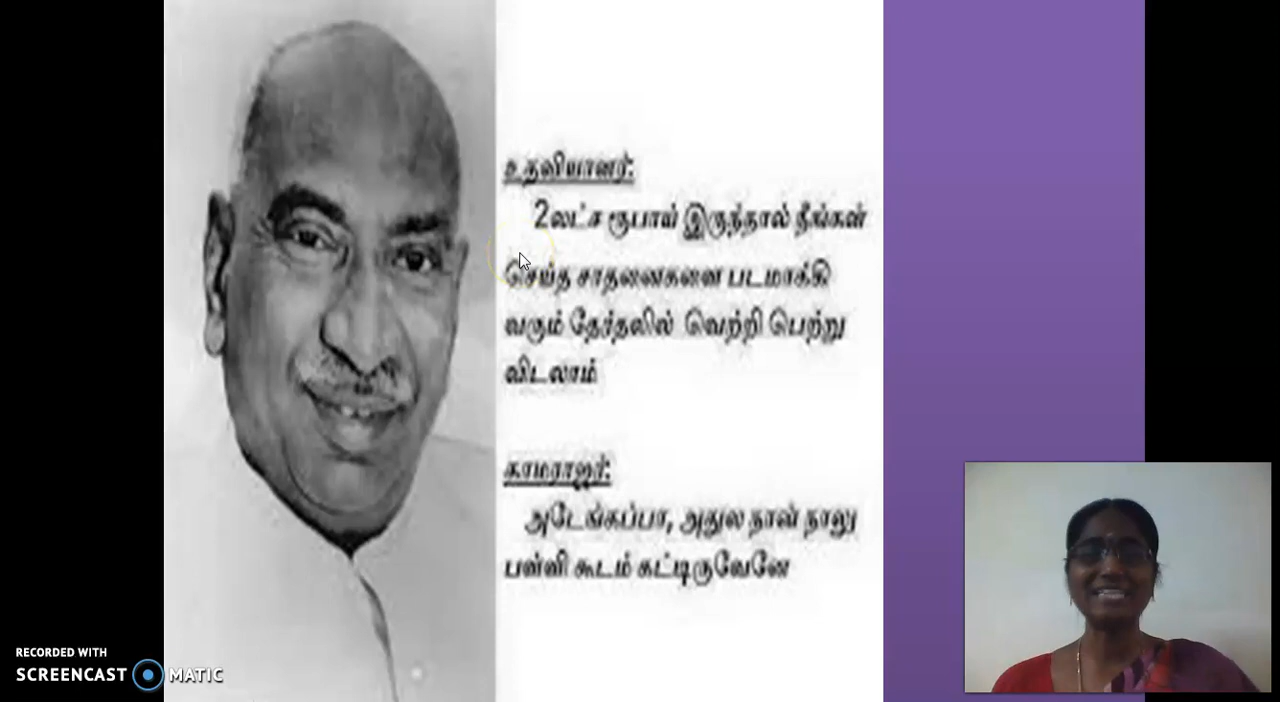 உதவியாளர்:
2லட்ச ரூபாய் இருந்தால் நீங்கள்
செய்த சாதனைகளை படமாக்கி
வரும் தேர்தலில் வெற்றி பெற்று
விடலாம்
காமராஜர்:
அடேங்கப்பா, அதுல நான் நாலு
பள்ளி கூடம் கட்டிருவேனே
RECORDED WITH
SCREENCAST MATIC